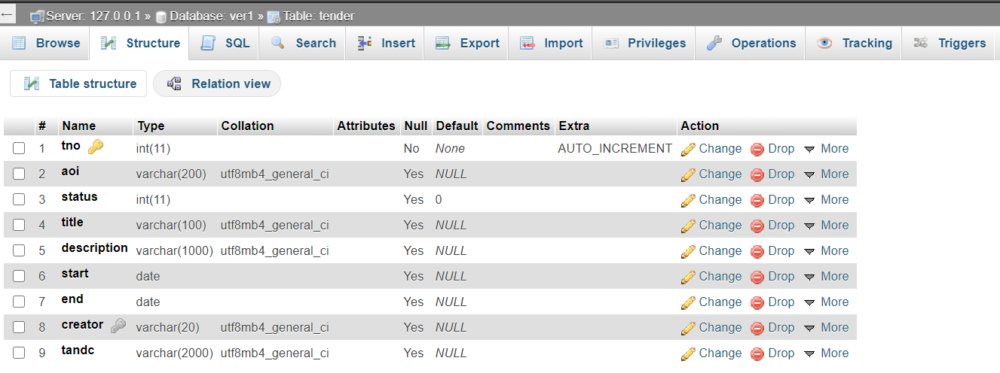 Server: 127.0.0.1 » Database: ver1 » Table: tender
Browse Structure SQL Search Insert Export Import Privileges Operations Tracking Triggers
Table structure Relation view
# Name Type Collation Attributes Null Default Comments Extra Action
1 tno int(11) No None AUTO_INCREMENT Change Drop More
2 aoi varchar(200) utf8mb4_general_ci Yes NULL Change Drop More
3 status int(11) Yes 0 Change Drop More
4 title varchar(100) utf8mb4_general_ci Yes NULL Change Drop More
5 description varchar(1000) utf8mb4_general_ci Yes NULL Change Drop More
6 start date Yes NULL Change Drop More
7 end date Yes NULL Change Drop More
8 creator varchar(20) utf8mb4_general_ci Yes NULL Change Drop More
9 tandc varchar(2000) utf8mb4_general_ci Yes NULL Change Drop More